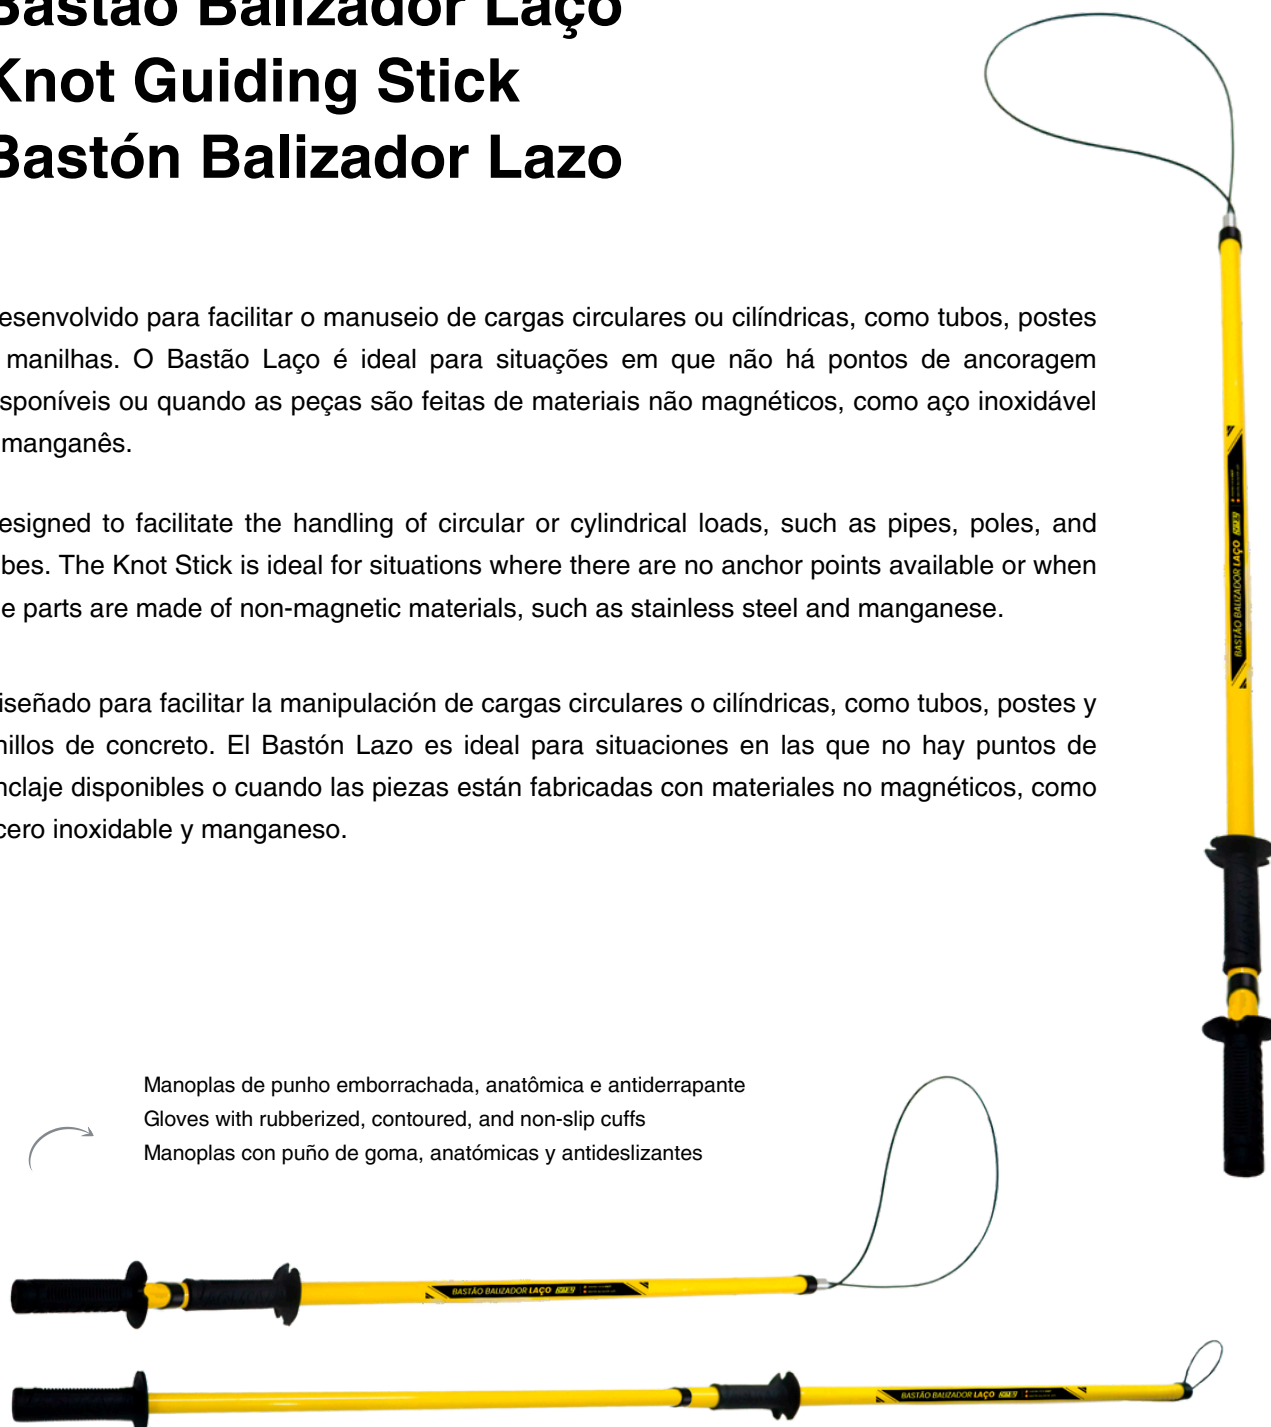 Bastão Balizador Laço
Knot Guiding Stick
Bastón Balizador Lazo
esenvolvido para facilitar o manuseio de cargas circulares ou cilíndricas, como tubos, postes
manilhas. O Bastão Laço é ideal para situações em que não há pontos de ancoragem
sponíveis ou quando as peças são feitas de materiais não magnéticos, como aço inoxidável
manganês.
esigned to facilitate the handling of circular or cylindrical loads, such as pipes, poles, and
bes. The Knot Stick is ideal for situations where there are no anchor points available or when
e parts are made of non-magnetic materials, such as stainless steel and manganese.
iseñado para facilitar la manipulación de cargas circulares o cilíndricas, como tubos, postes y
nillos de concreto. El Bastón Lazo es ideal para situaciones en las que no hay puntos de
nclaje disponibles o cuando las piezas están fabricadas con materiales no magnéticos, como
cero inoxidable y manganeso.
BASTÃO BALIZADOR LAÇO
Manoplas de punho emborrachada, anatômica e antiderrapante
Gloves with rubberized, contoured, and non-slip cuffs
Manoplas con puño de goma, anatómicas y antideslizantes
BASTÃO BALIZADOR LAÇO
BASTÃO BALIZADOR LAÇO